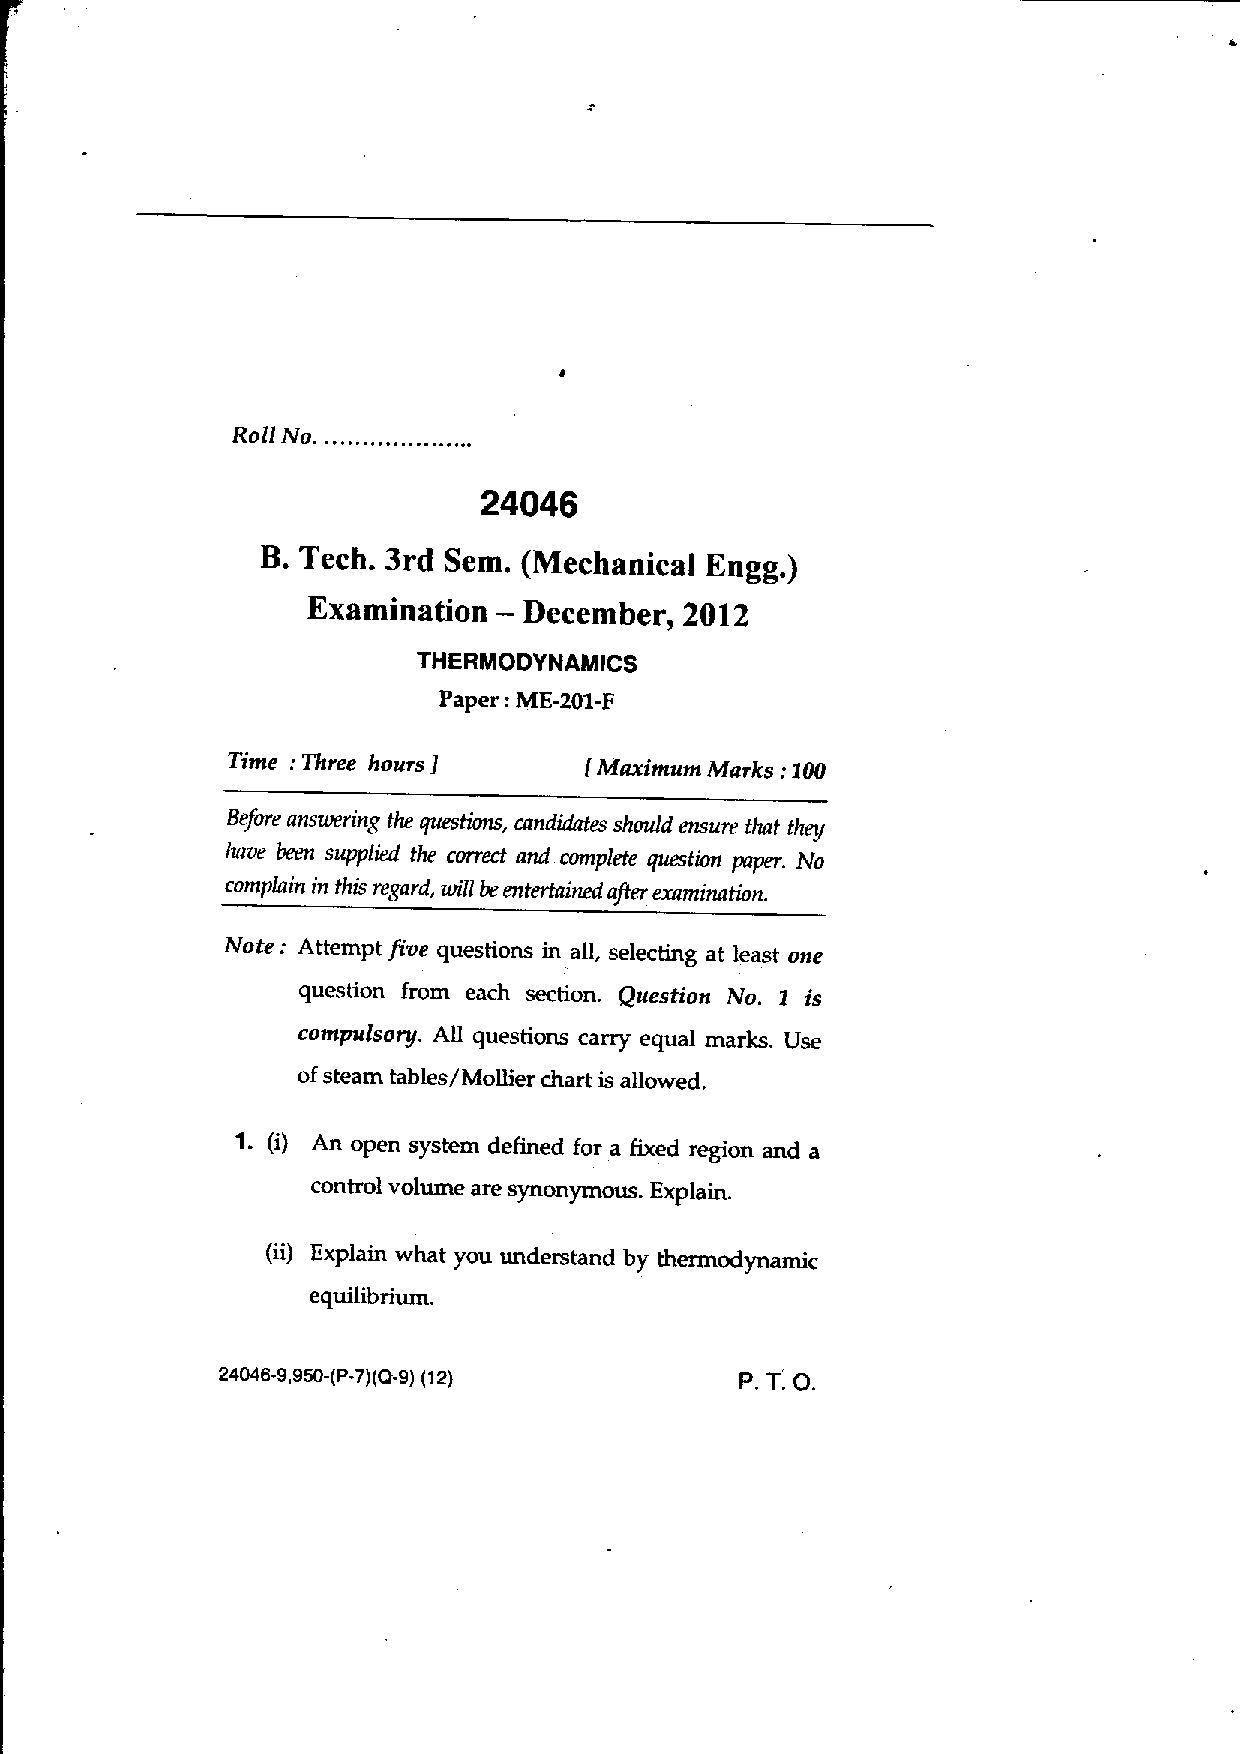 Roll No. ....................
24046
B. Tech. 3rd Sem. (Mechanical Engg.)
Examination – December, 2012
THERMODYNAMICS
Paper : ME-201-F
Time : Three hours ] [ Maximum Marks : 100
Before answering the questions, candidates should ensure that they
have been supplied the correct and complete question paper. No
complain in this regard, will be entertained after examination.
Note : Attempt five questions in all, selecting at least one
question from each section. Question No. 1 is
compulsory. All questions carry equal marks. Use
of steam tables/Mollier chart is allowed.
1. (i) An open system defined for a fixed region and a
control volume are synonymous. Explain.
(ii) Explain what you understand by thermodynamic
equilibrium.
24046-9,950-(P-7)(Q-9) (12) P. T. O.